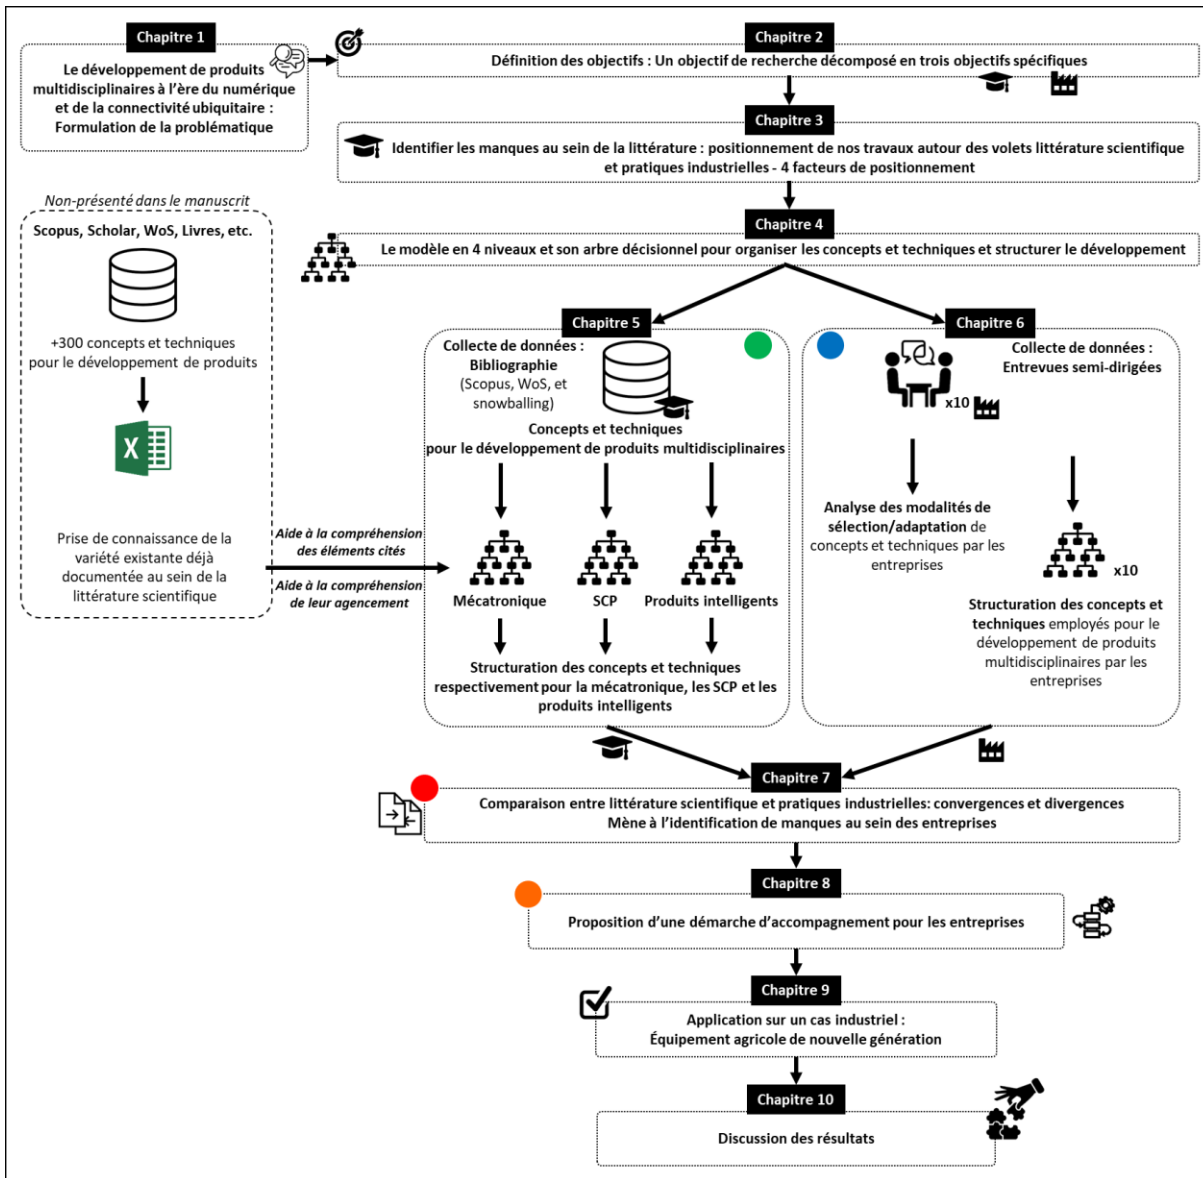 Chapitre 1
Le développement de produits
multidisciplinaires à l'ère du numérique
et de la connectivité ubiquitaire :
Formulation de la problématique
Chapitre 2
Définition des objectifs : Un objectif de recherche décomposé en trois objectifs spécifiques
Chapitre 3
Identifier les manques au sein de la littérature : positionnement de nos travaux autour des volets littérature scientifique
et pratiques industrielles - 4 facteurs de positionnement
Chapitre 4
Le modèle en 4 niveaux et son arbre décisionnel pour organiser les concepts et techniques et structurer le développement
Non-présenté dans le manuscrit
Scopus, Scholar, WoS, Livres, etc.
+300 concepts et techniques
pour le développement de produits
X
Prise de connaissance de la
variété existante déjà
documentée au sein de la
littérature scientifique
Aide à la compréhension
des éléments cités
Aide à la compréhension
de leur agencement
Chapitre 5
Collecte de données :
Bibliographie
(Scopus, WoS, et
snowballing)
Concepts et techniques
pour le développement de produits multidisciplinaires
Mécatronique
SCP
Produits intelligents
Structuration des concepts et techniques
respectivement pour la mécatronique, les SCP et les
produits intelligents
Chapitre 6
Collecte de données :
Entrevues semi-dirigées
x10
Analyse des modalités de
sélection/adaptation de
concepts et techniques par les
entreprises
x10
Structuration des concepts et
techniques employés pour le
développement de produits
multidisciplinaires par les
entreprises
Chapitre 7
Comparaison entre littérature scientifique et pratiques industrielles: convergences et divergences
Mène à l'identification de manques au sein des entreprises
Chapitre 8
Proposition d'une démarche d'accompagnement pour les entreprises
Chapitre 9
Application sur un cas industriel :
Équipement agricole de nouvelle génération
Chapitre 10
Discussion des résultats